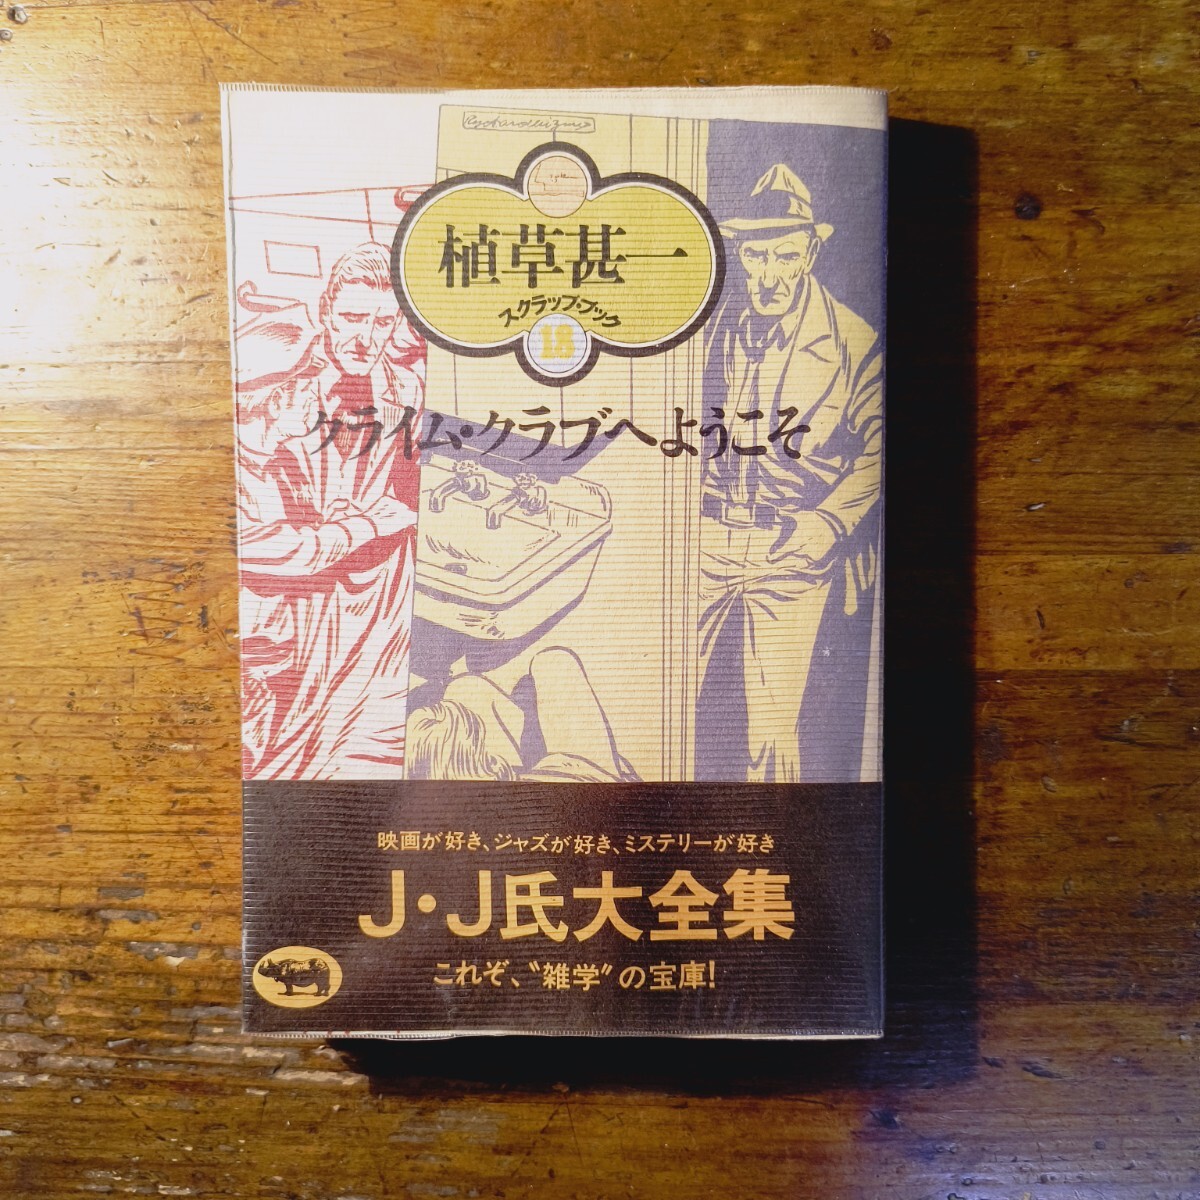 植草甚一
スクラップ・ブック
18
クライム・クラブへようこそ
映画が好き、ジャズが好き、ミステリーが好き
J・J氏大全集
これぞ、“雑学”の宝庫!